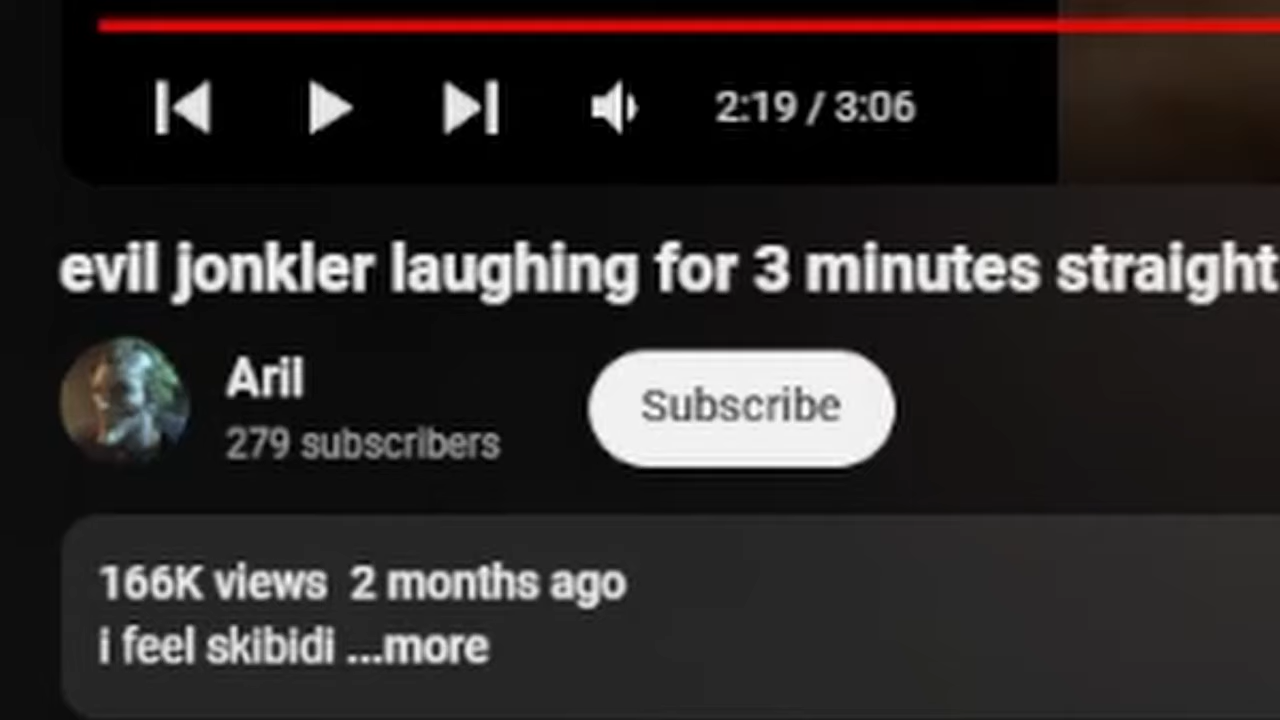 2:19 / 3:06
evil jonkler laughing for 3 minutes straight
Aril
Subscribe
279 subscribers
166K views 2 months ago
i feel skibidi ...more